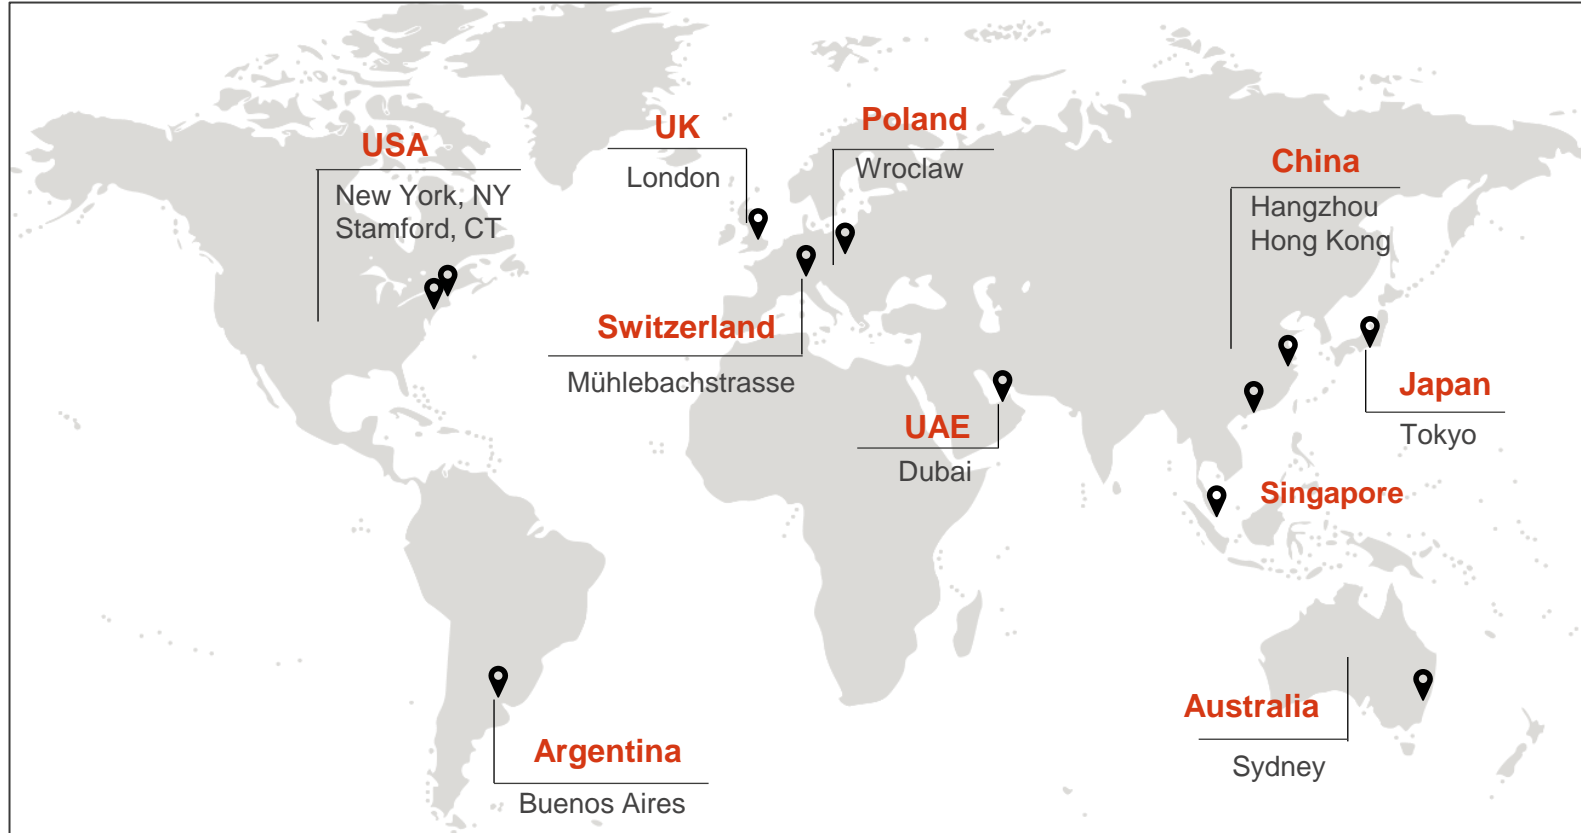 USA
New York, NY
Stamford, CT
UK
London
Poland
Wroclaw
China
Hangzhou
Hong Kong
Switzerland
Mühlebachstrasse
UAE
Dubai
Japan
Tokyo
Singapore
Argentina
Buenos Aires
Australia
Sydney